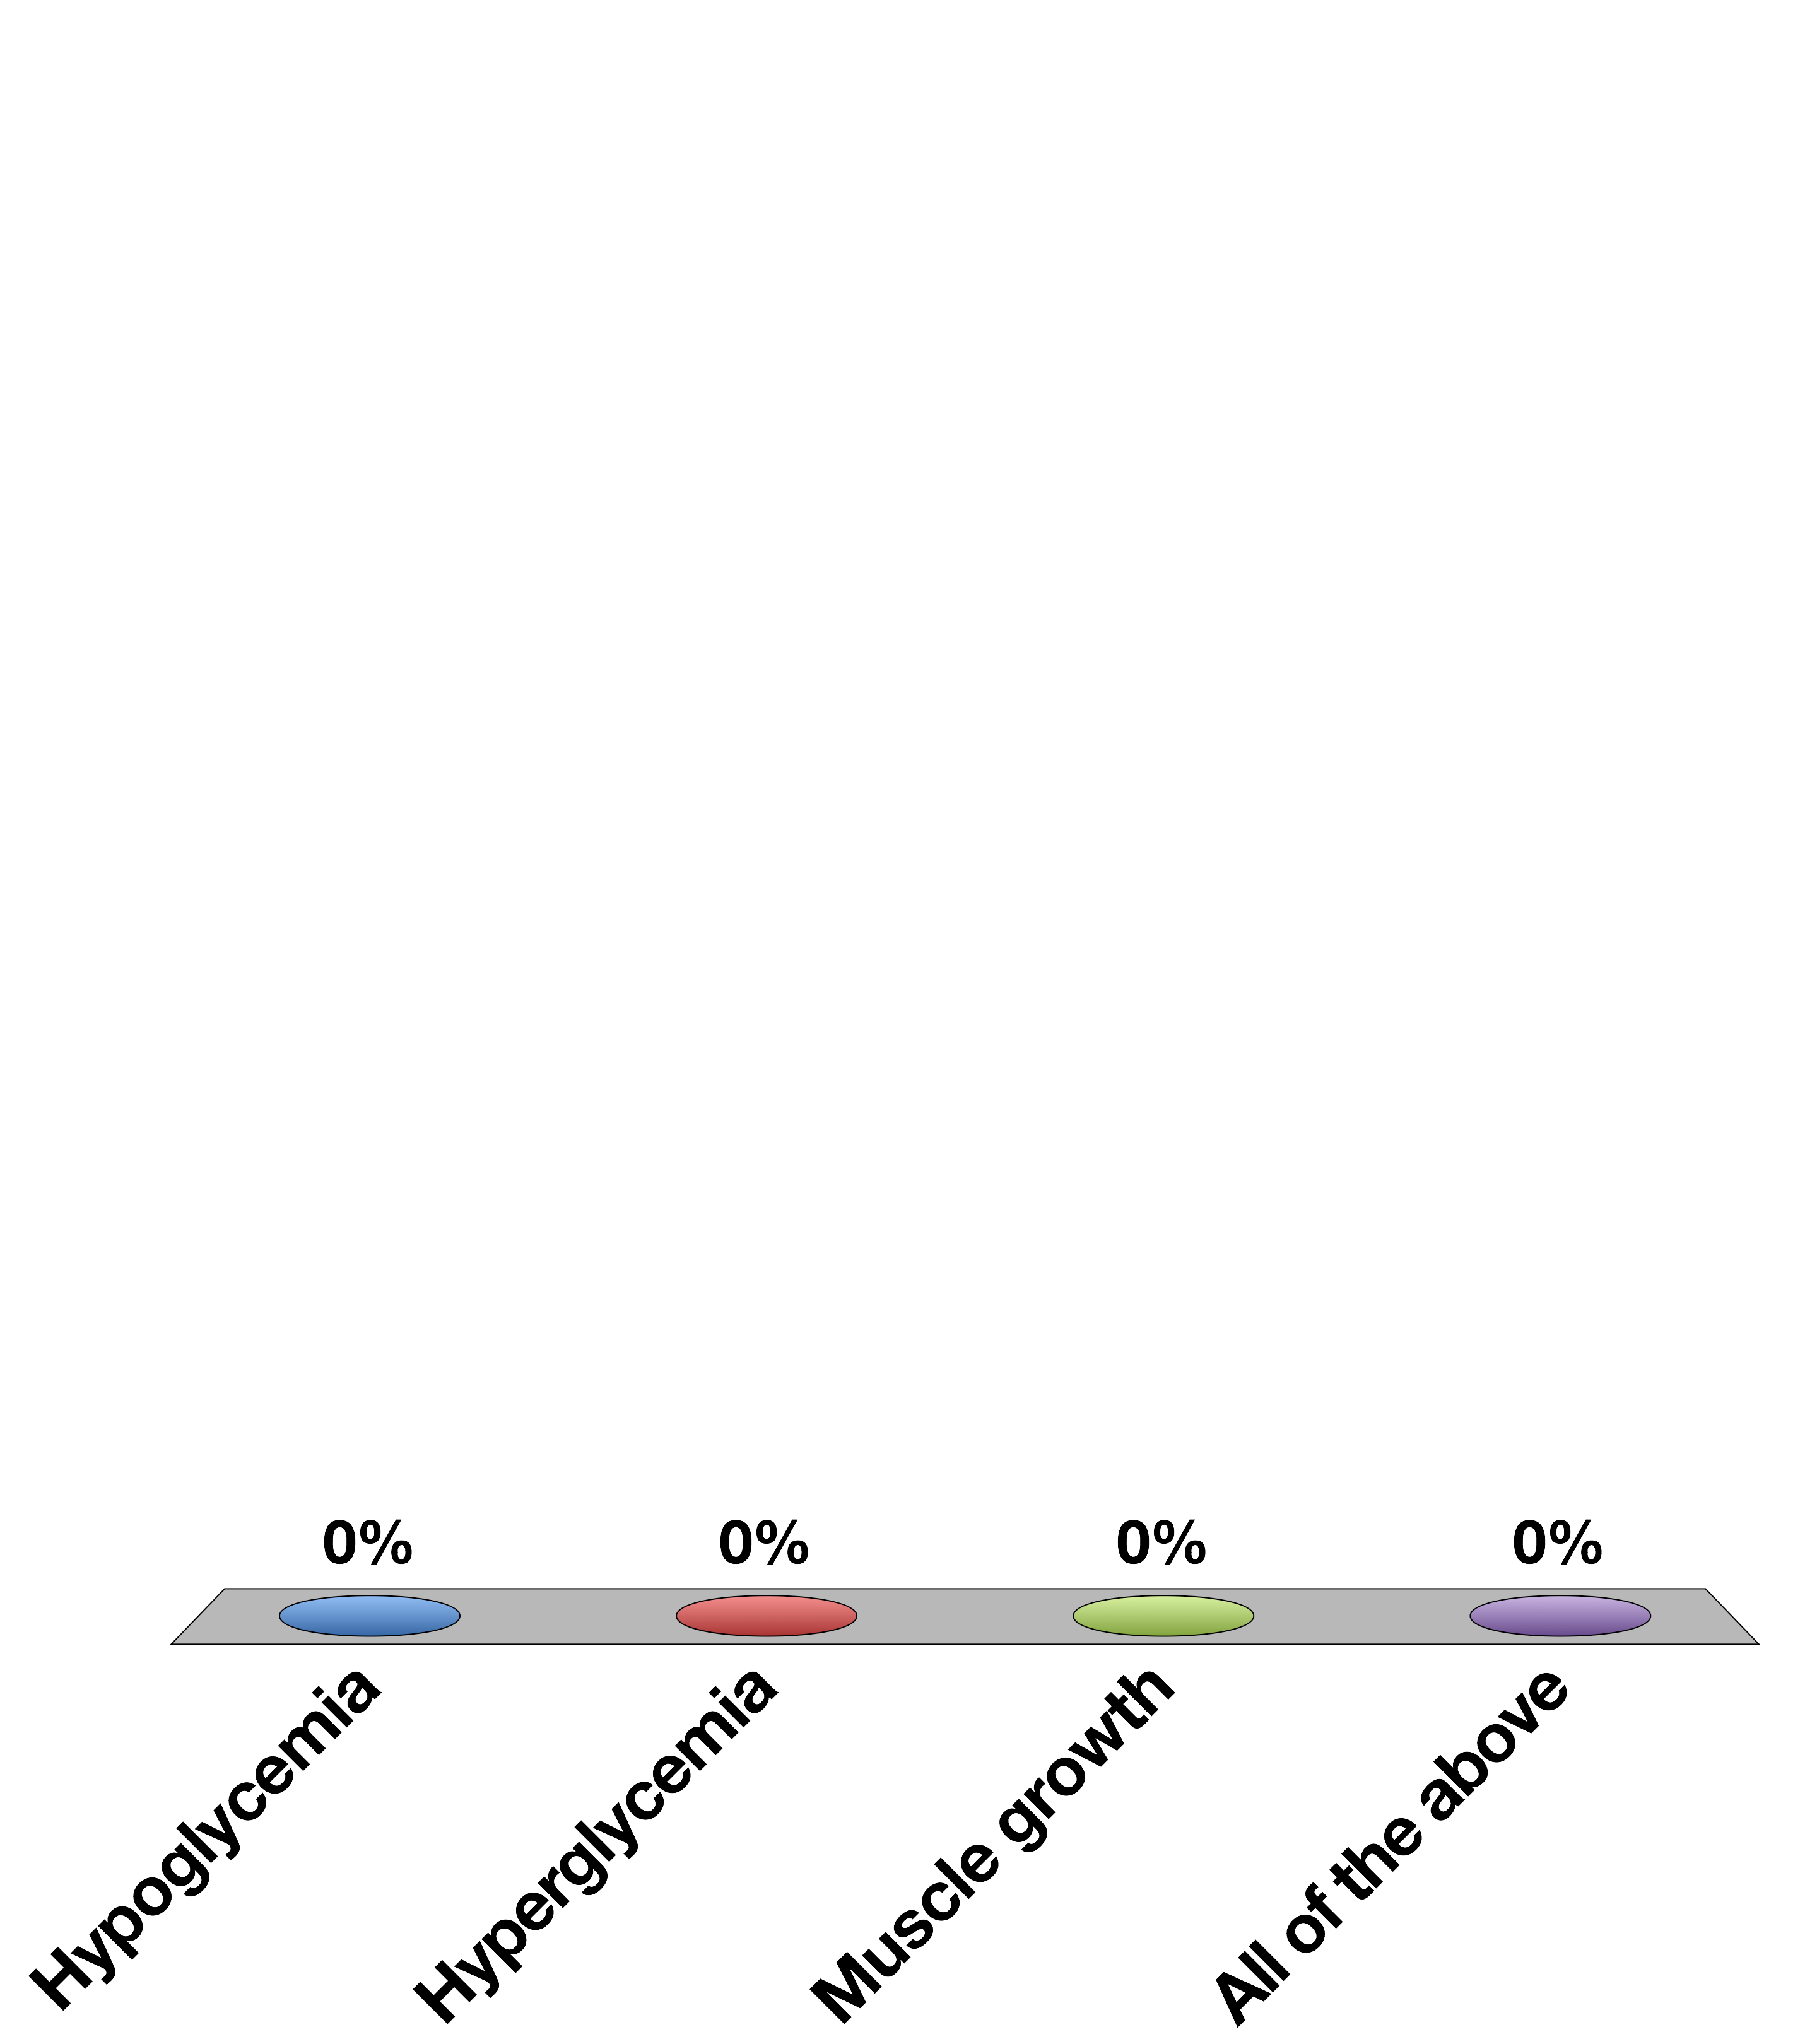 0% 0% 0% 0%
Hypoglycemia
Hyperglycemia
Muscle growth
All of the above